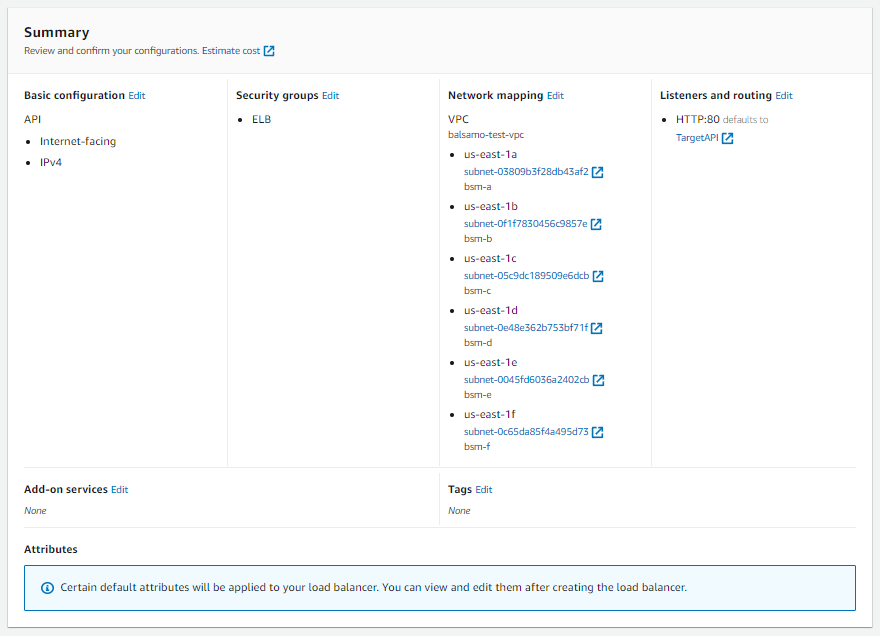 Summary
Review and confirm your configurations. Estimate cost
Basic configuration Edit
API
Internet-facing
IPv4
Security groups Edit
ELB
Network mapping Edit
VPC
balsamo-test-vpc
us-east-1a
subnet-03809b3f28db43af2
bsm-a
us-east-1b
subnet-0f1f7830456c9857e
bsm-b
us-east-1c
subnet-05c9dc189509e6dcb
bsm-c
us-east-1d
subnet-0e48e362b753bf71f
bsm-d
us-east-1e
subnet-0045fd6036a2402cb
bsm-e
us-east-1f
subnet-0c65da85f4a495d73
bsm-f
Listeners and routing Edit
HTTP:80 defaults to
TargetAPI
Add-on services Edit
None
Tags Edit
None
Attributes
Certain default attributes will be applied to your load balancer. You can view and edit them after creating the load balancer.